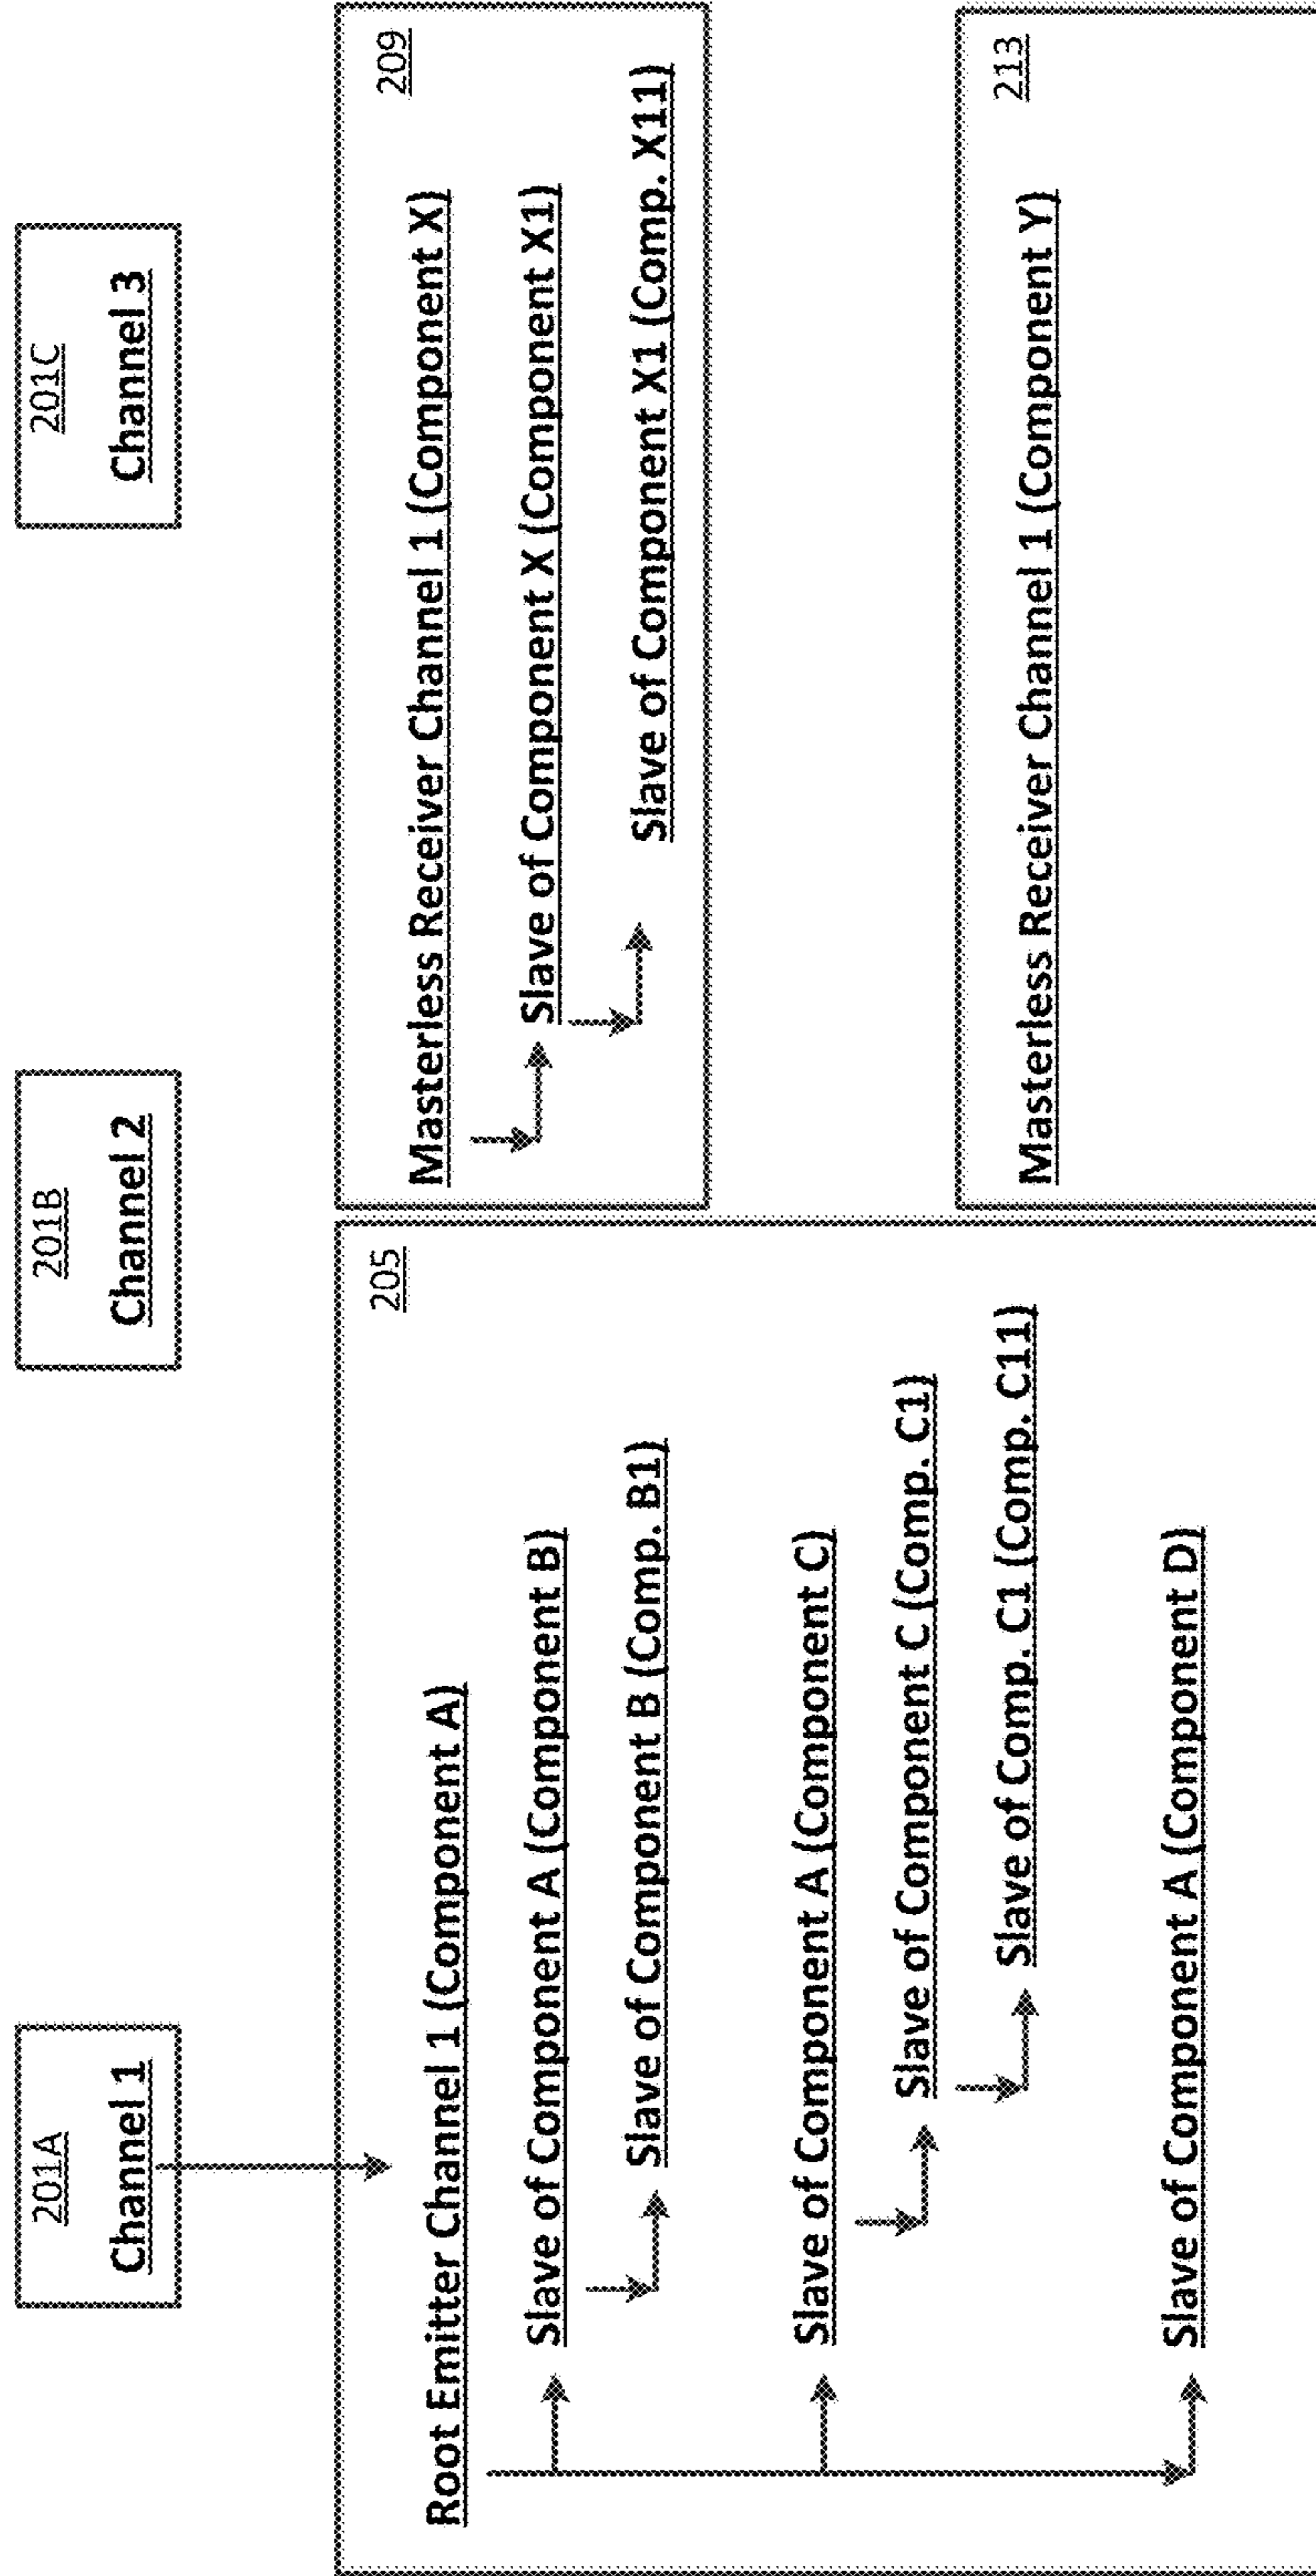 201A
Channel 1
201B
Channel 2
201C
Channel 3
205
Root Emitter Channel 1 (Component A)
Slave of Component A (Component B)
Slave of Component B (Comp. B1)
Slave of Component A (Component C)
Slave of Component C (Comp. C1)
Slave of Comp. C1 (Comp. C11)
Slave of Component A (Component D)
209
Masterless Receiver Channel 1 (Component X)
Slave of Component X (Component X1)
Slave of Component X1 (Comp. X11)
213
Masterless Receiver Channel 1 (Component Y)